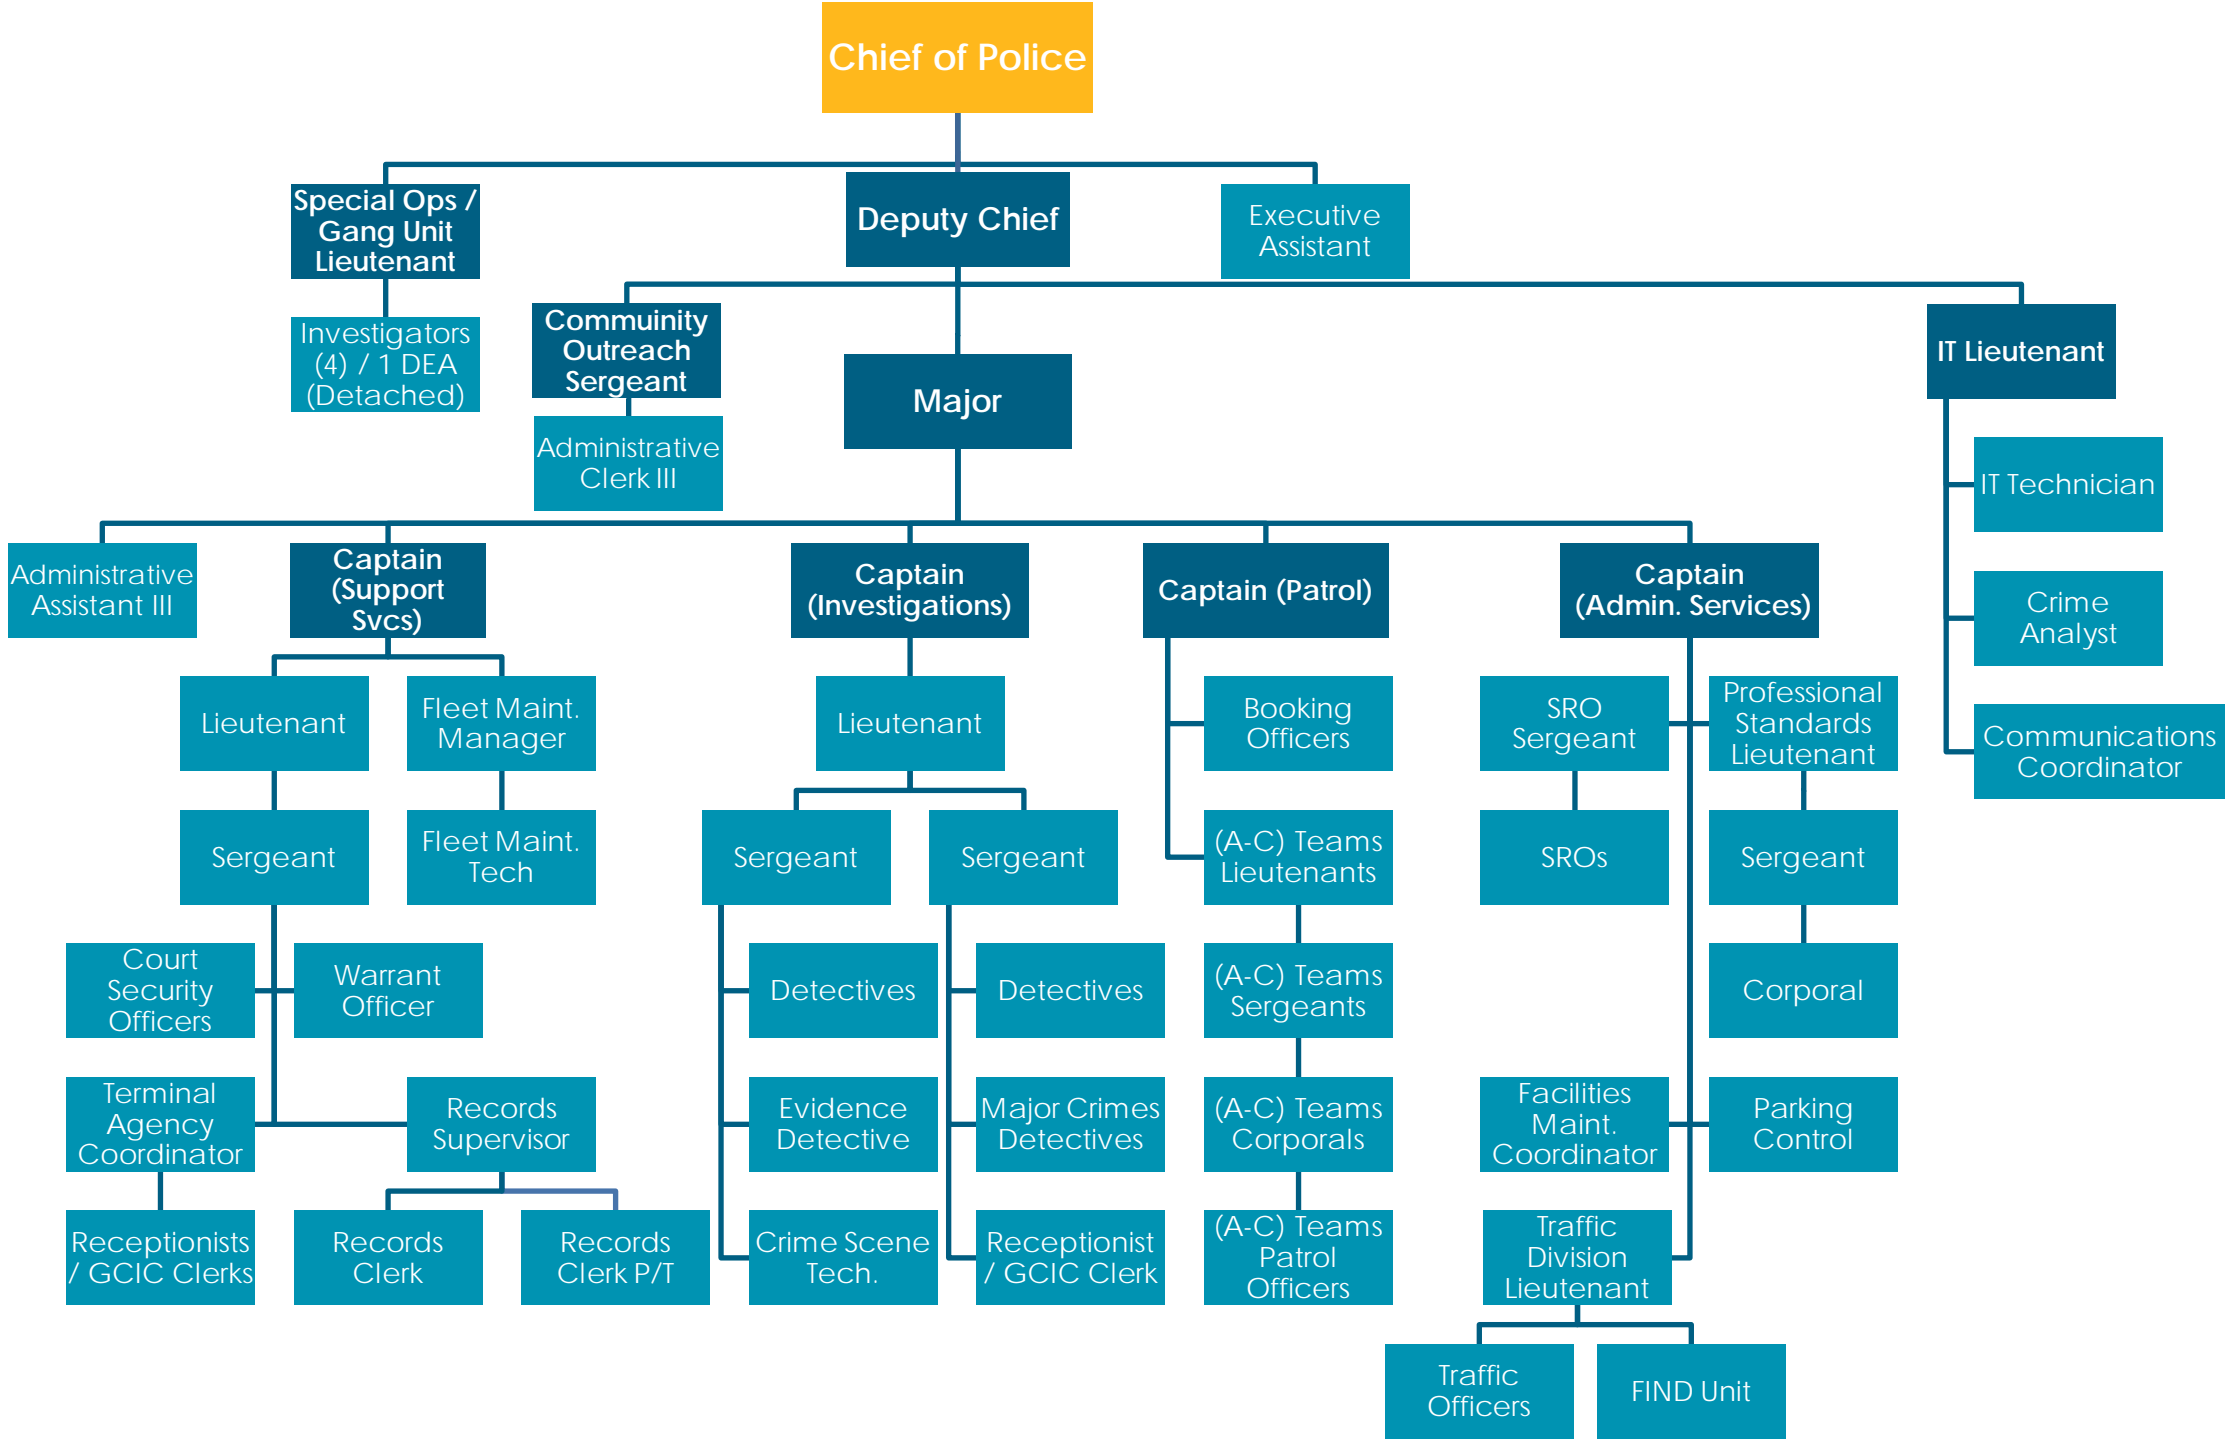 Chief of Police
Special Ops /
Gang Unit
Lieutenant
Deputy Chief
Executive
Assistant
Investigators
(4) / 1 DEA
(Detached)
Commuinity
Outreach
Sergeant
Administrative
Clerk III
Major
IT Lieutenant
IT Technician
Crime
Analyst
Communications
Coordinator
Administrative
Assistant III
Captain
(Support
Svcs)
Captain
(Investigations)
Captain (Patrol)
Captain
(Admin. Services)
Lieutenant
Fleet Maint.
Manager
Lieutenant
Booking
Officers
SRO
Sergeant
Professional
Standards
Lieutenant
Sergeant
Fleet Maint.
Tech
Sergeant
Sergeant
(A-C) Teams
Lieutenants
SROs
Sergeant
Court
Security
Officers
Warrant
Officer
Detectives
Detectives
(A-C) Teams
Sergeants
Corporal
Terminal
Agency
Coordinator
Records
Supervisor
Evidence
Detective
Major Crimes
Detectives
(A-C) Teams
Corporals
Facilities
Maint.
Coordinator
Parking
Control
Receptionists
/ GCIC Clerks
Records
Clerk
Records
Clerk P/T
Crime Scene
Tech.
Receptionist
/ GCIC Clerk
(A-C) Teams
Patrol
Officers
Traffic
Division
Lieutenant
Traffic
Officers
FIND Unit